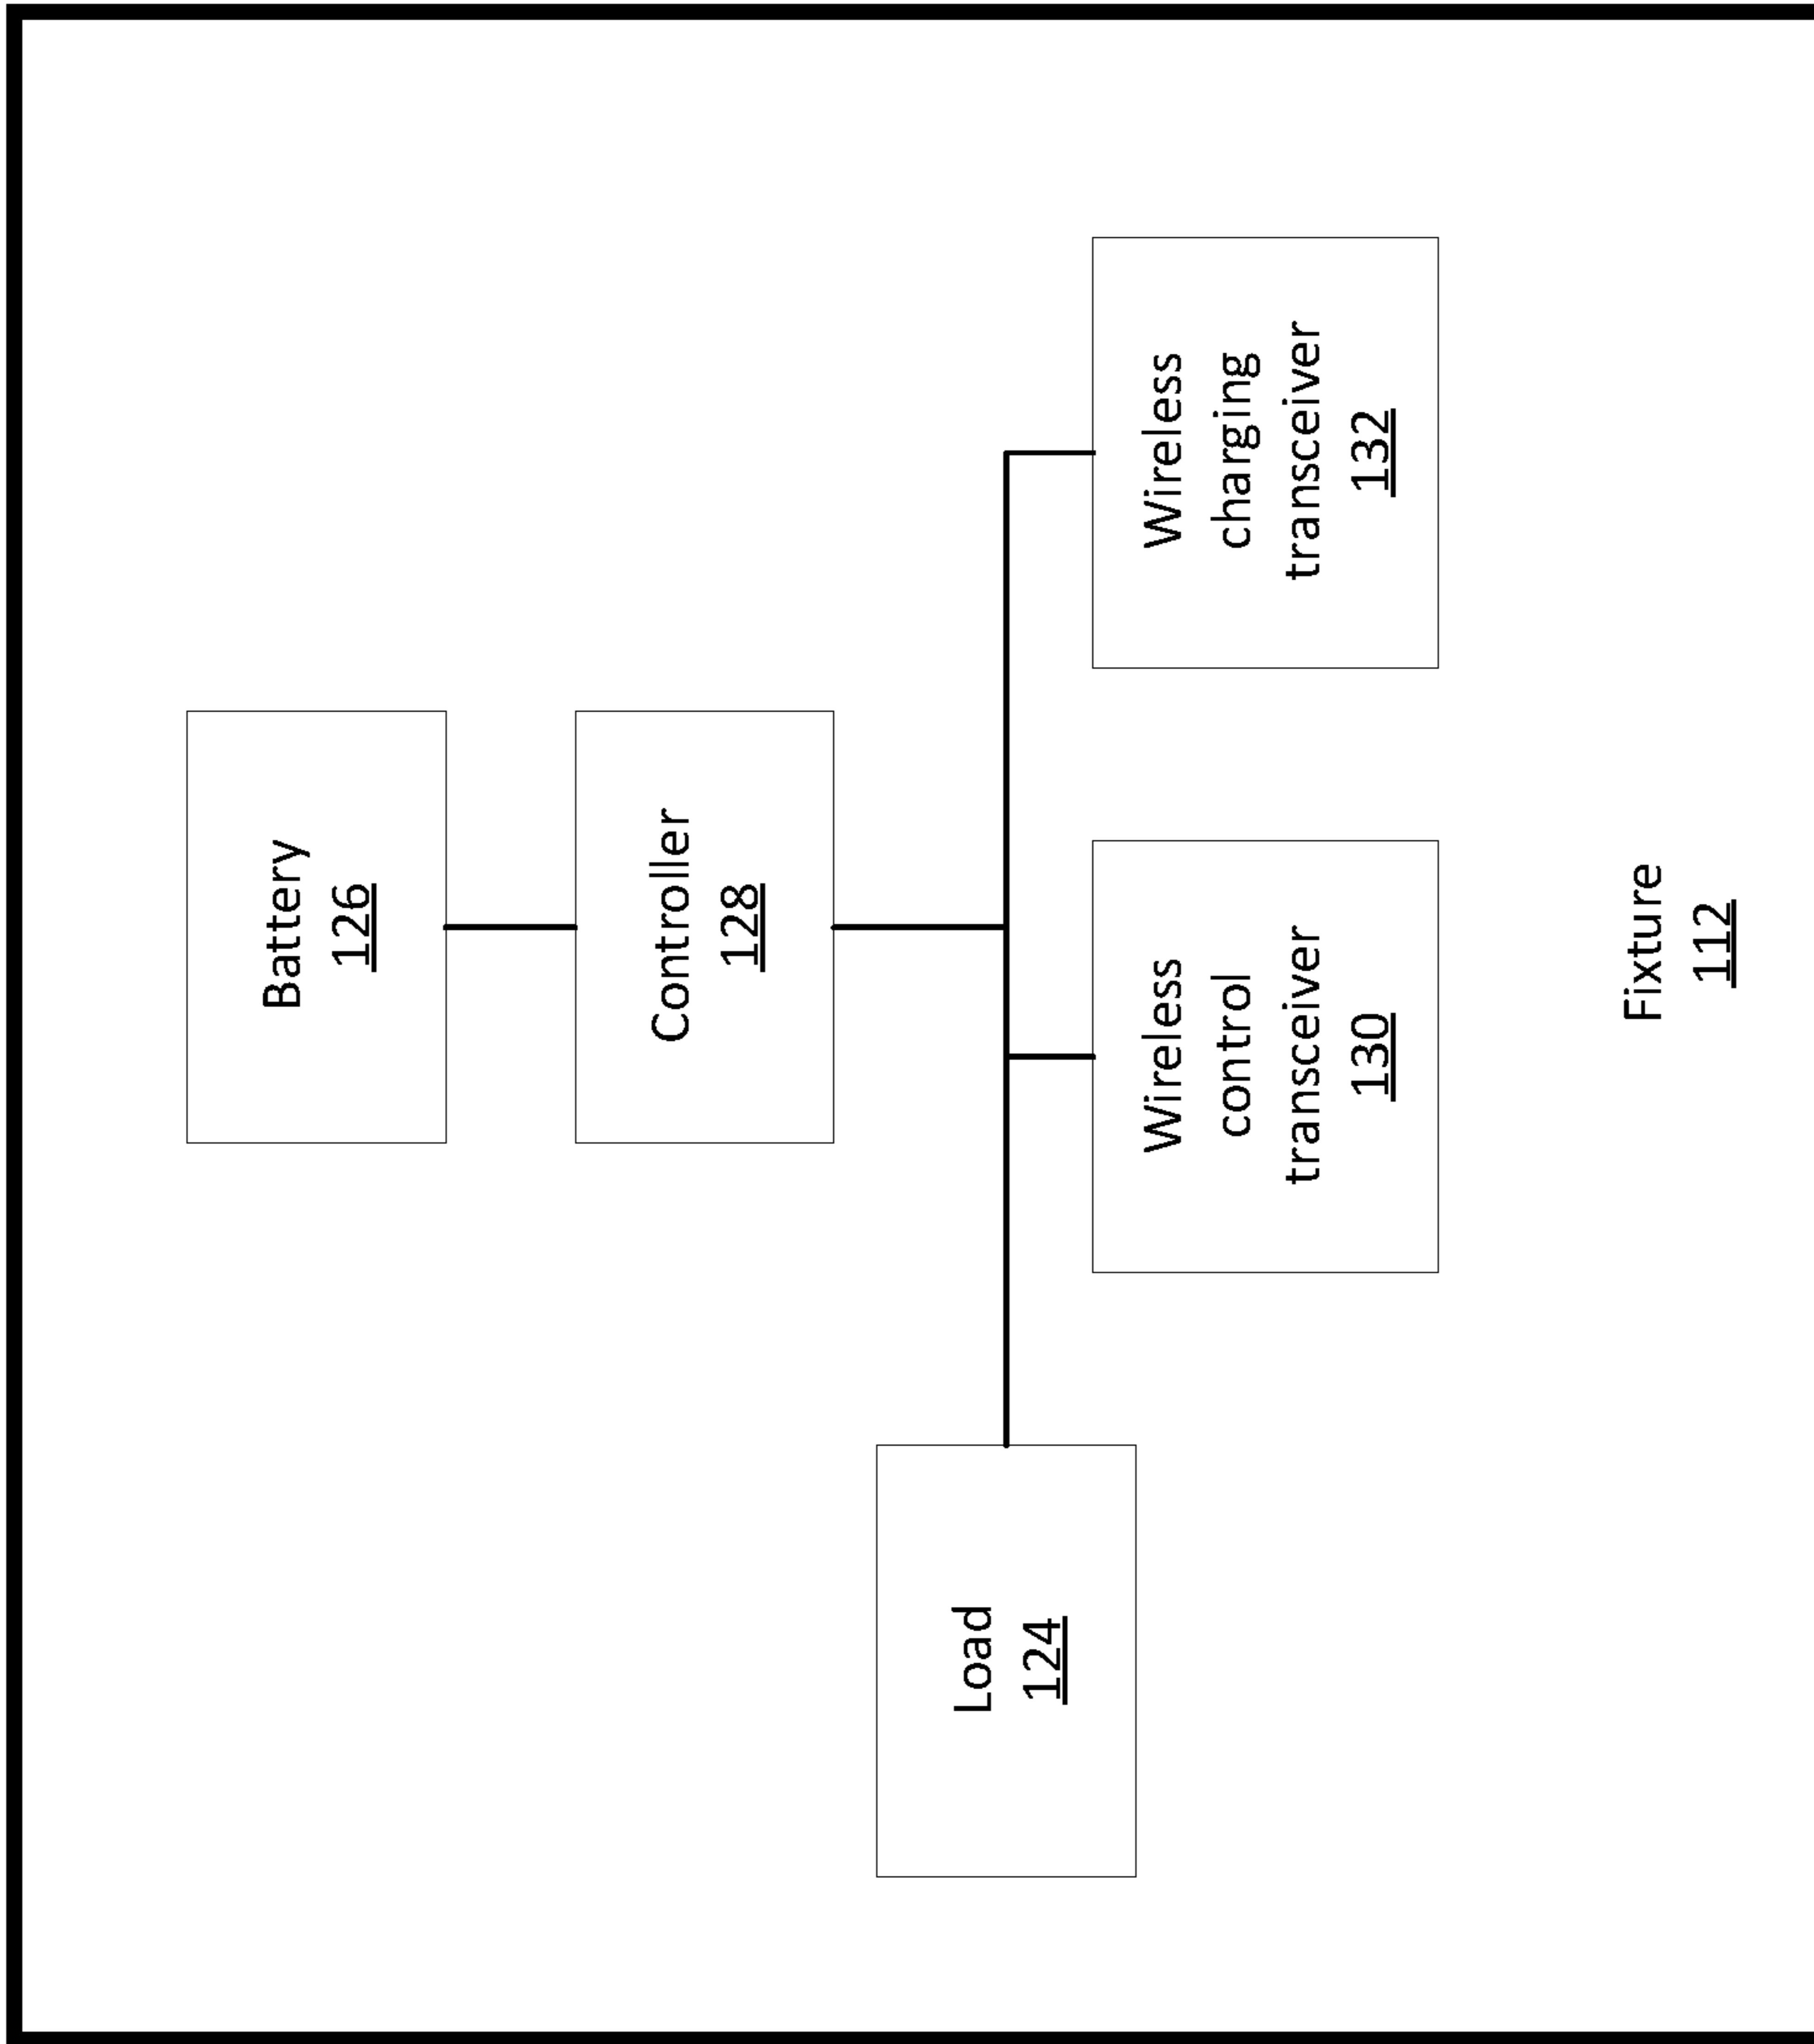 Battery
126
Controller
128
Load
124
Wireless
control
transceiver
130
Wireless
charging
transceiver
132
Fixture
112